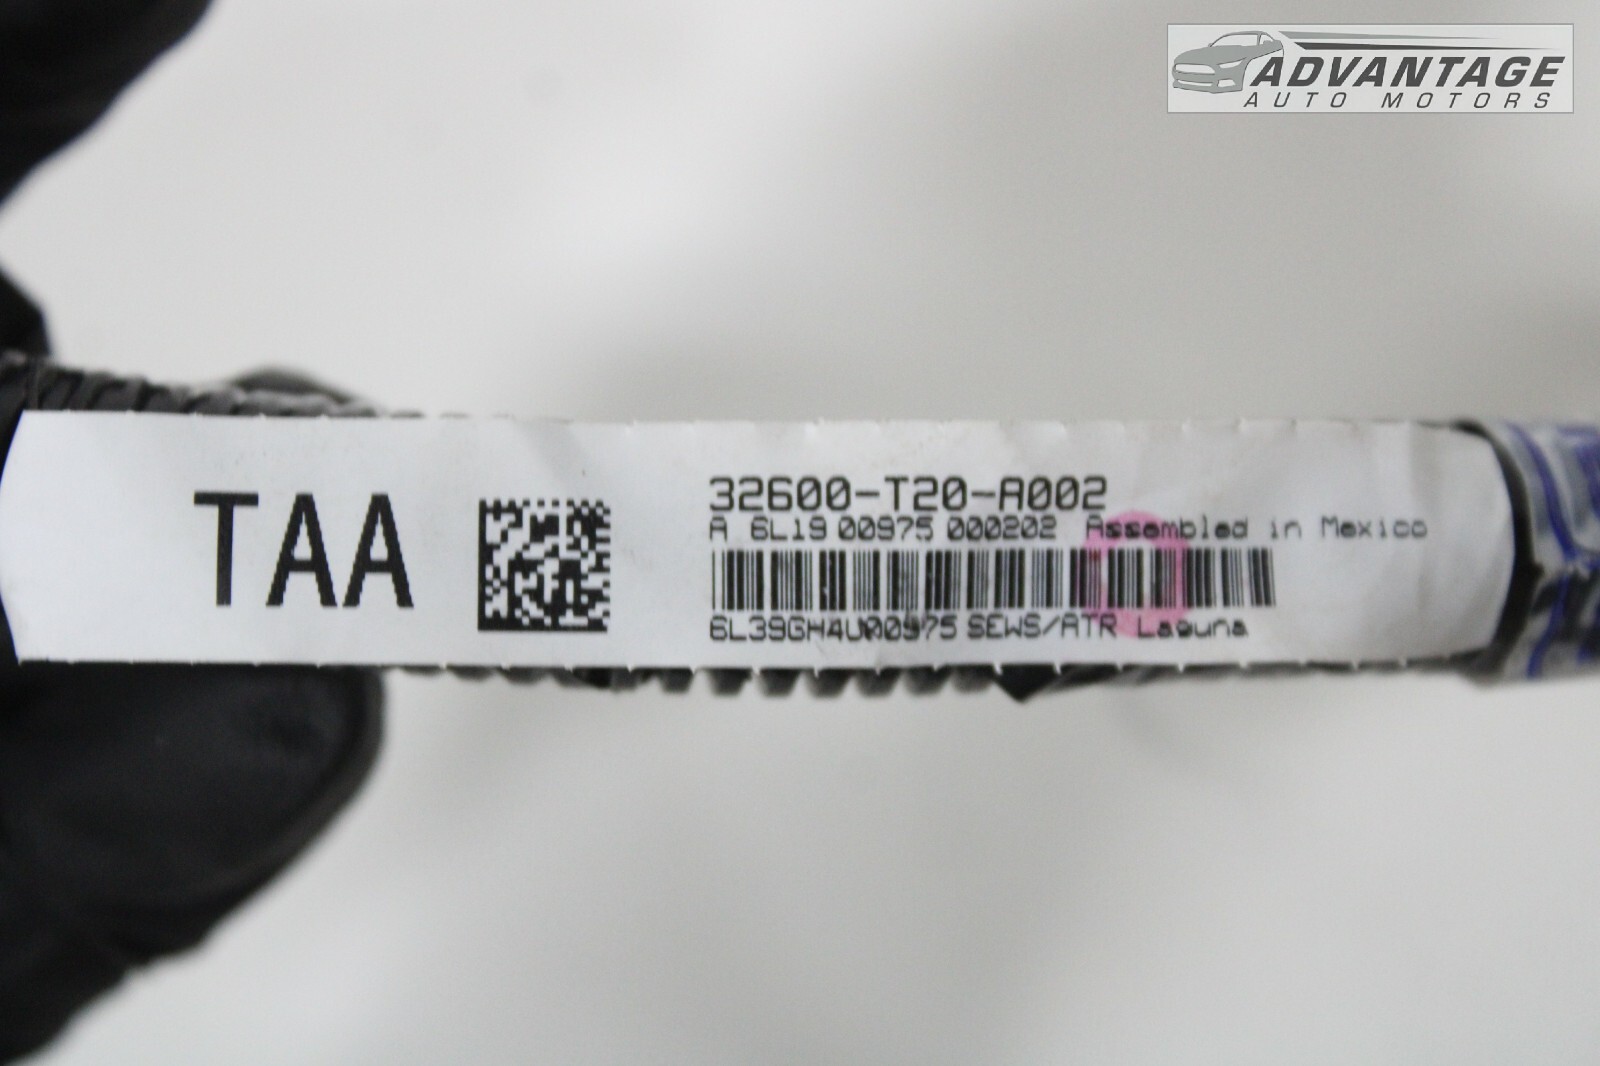 ADVANTAGE
AUTO MOTORS
TAA
32600-T20-A002
A 6L19 00975 000202 Assembled in Mexico
6L39GH4U00975 SEWS/ATR Laguna